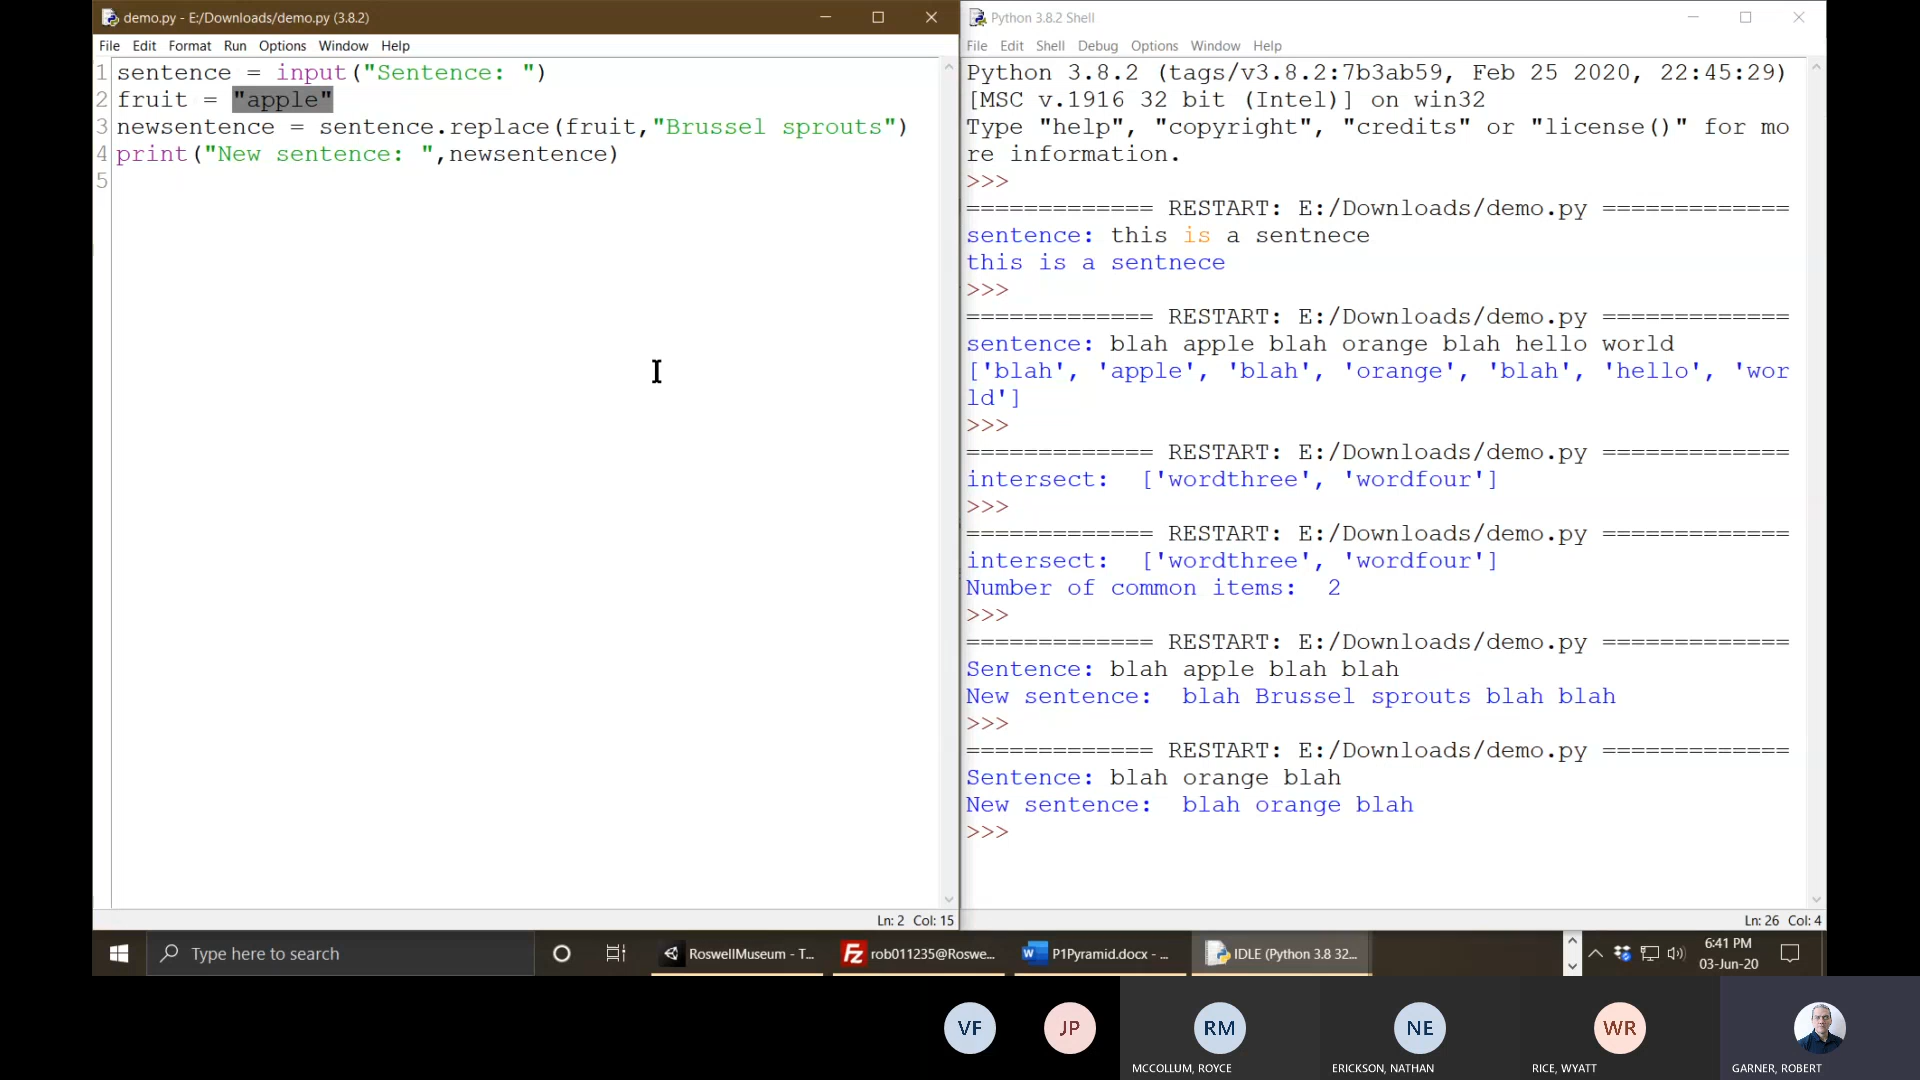 demo.py - E:/Downloads/demo.py (3.8.2)
File Edit Format Run Options Window Help
1 sentence = input("Sentence: ")
2 fruit = "apple"
3 newsentence = sentence.replace(fruit,"Brussel sprouts")
4 print("New sentence: ",newsentence)
5
Ln: 2 Col: 15
Python 3.8.2 Shell
File Edit Shell Debug Options Window Help
Python 3.8.2 (tags/v3.8.2:7b3ab59, Feb 25 2020, 22:45:29)
[MSC v.1916 32 bit (Intel)] on win32
Type "help", "copyright", "credits" or "license()" for mo
re information.
>>>
============= RESTART: E:/Downloads/demo.py =============
sentence: this is a sentnece
this is a sentnece
>>>
============= RESTART: E:/Downloads/demo.py =============
sentence: blah apple blah orange blah hello world
['blah', 'apple', 'blah', 'orange', 'blah', 'hello', 'wor
ld']
>>>
============= RESTART: E:/Downloads/demo.py =============
intersect:  ['wordthree', 'wordfour']
>>>
============= RESTART: E:/Downloads/demo.py =============
intersect:  ['wordthree', 'wordfour']
Number of common items:  2
>>>
============= RESTART: E:/Downloads/demo.py =============
Sentence: blah apple blah blah
New sentence:  blah Brussel sprouts blah blah
>>>
============= RESTART: E:/Downloads/demo.py =============
Sentence: blah orange blah
New sentence:  blah orange blah
>>>
Ln: 26 Col: 4
Type here to search
RoswellMuseum - T...
Fz rob011235@Roswe...
W P1Pyramid.docx - ...
IDLE (Python 3.8 32...
6:41 PM
03-Jun-20
VF
JP
RM
NE
WR
MCCOLLUM, ROYCE
ERICKSON, NATHAN
RICE, WYATT
GARNER, ROBERT